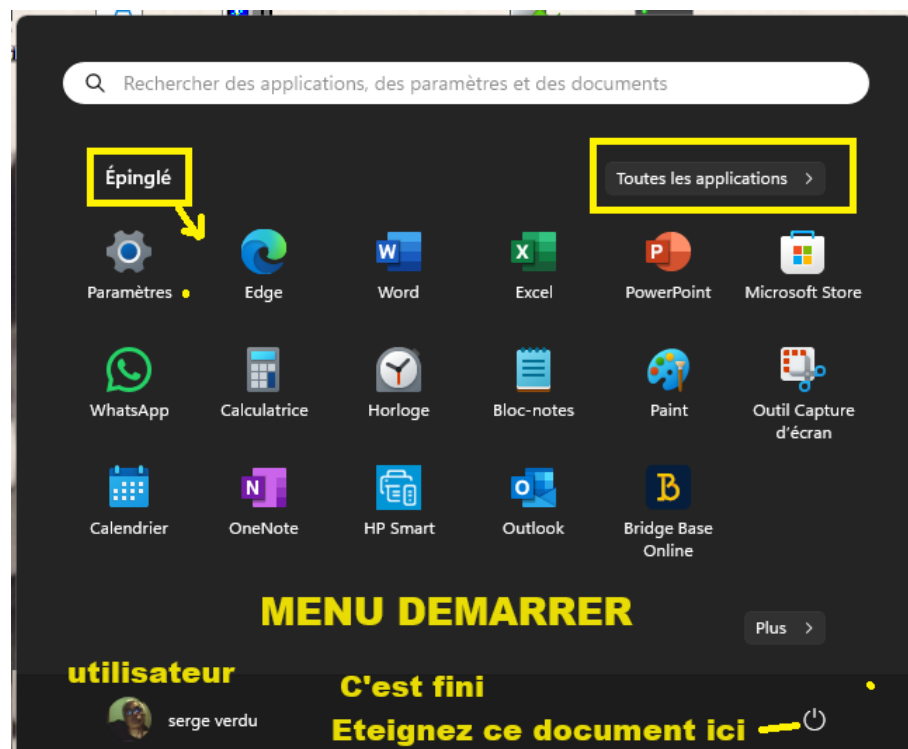 Rechercher des applications, des paramètres et des documents
Épinglé
Toutes les applications
Paramètres
Edge
Word
Excel
PowerPoint
Microsoft Store
WhatsApp
Calculatrice
Horloge
Bloc-notes
Paint
Outil Capture
d'écran
Calendrier
OneNote
HP Smart
Outlook
Bridge Base
Online
MENU DEMARRER
Plus
utilisateur
C'est fini
serge verdu
Eteignez ce document ici